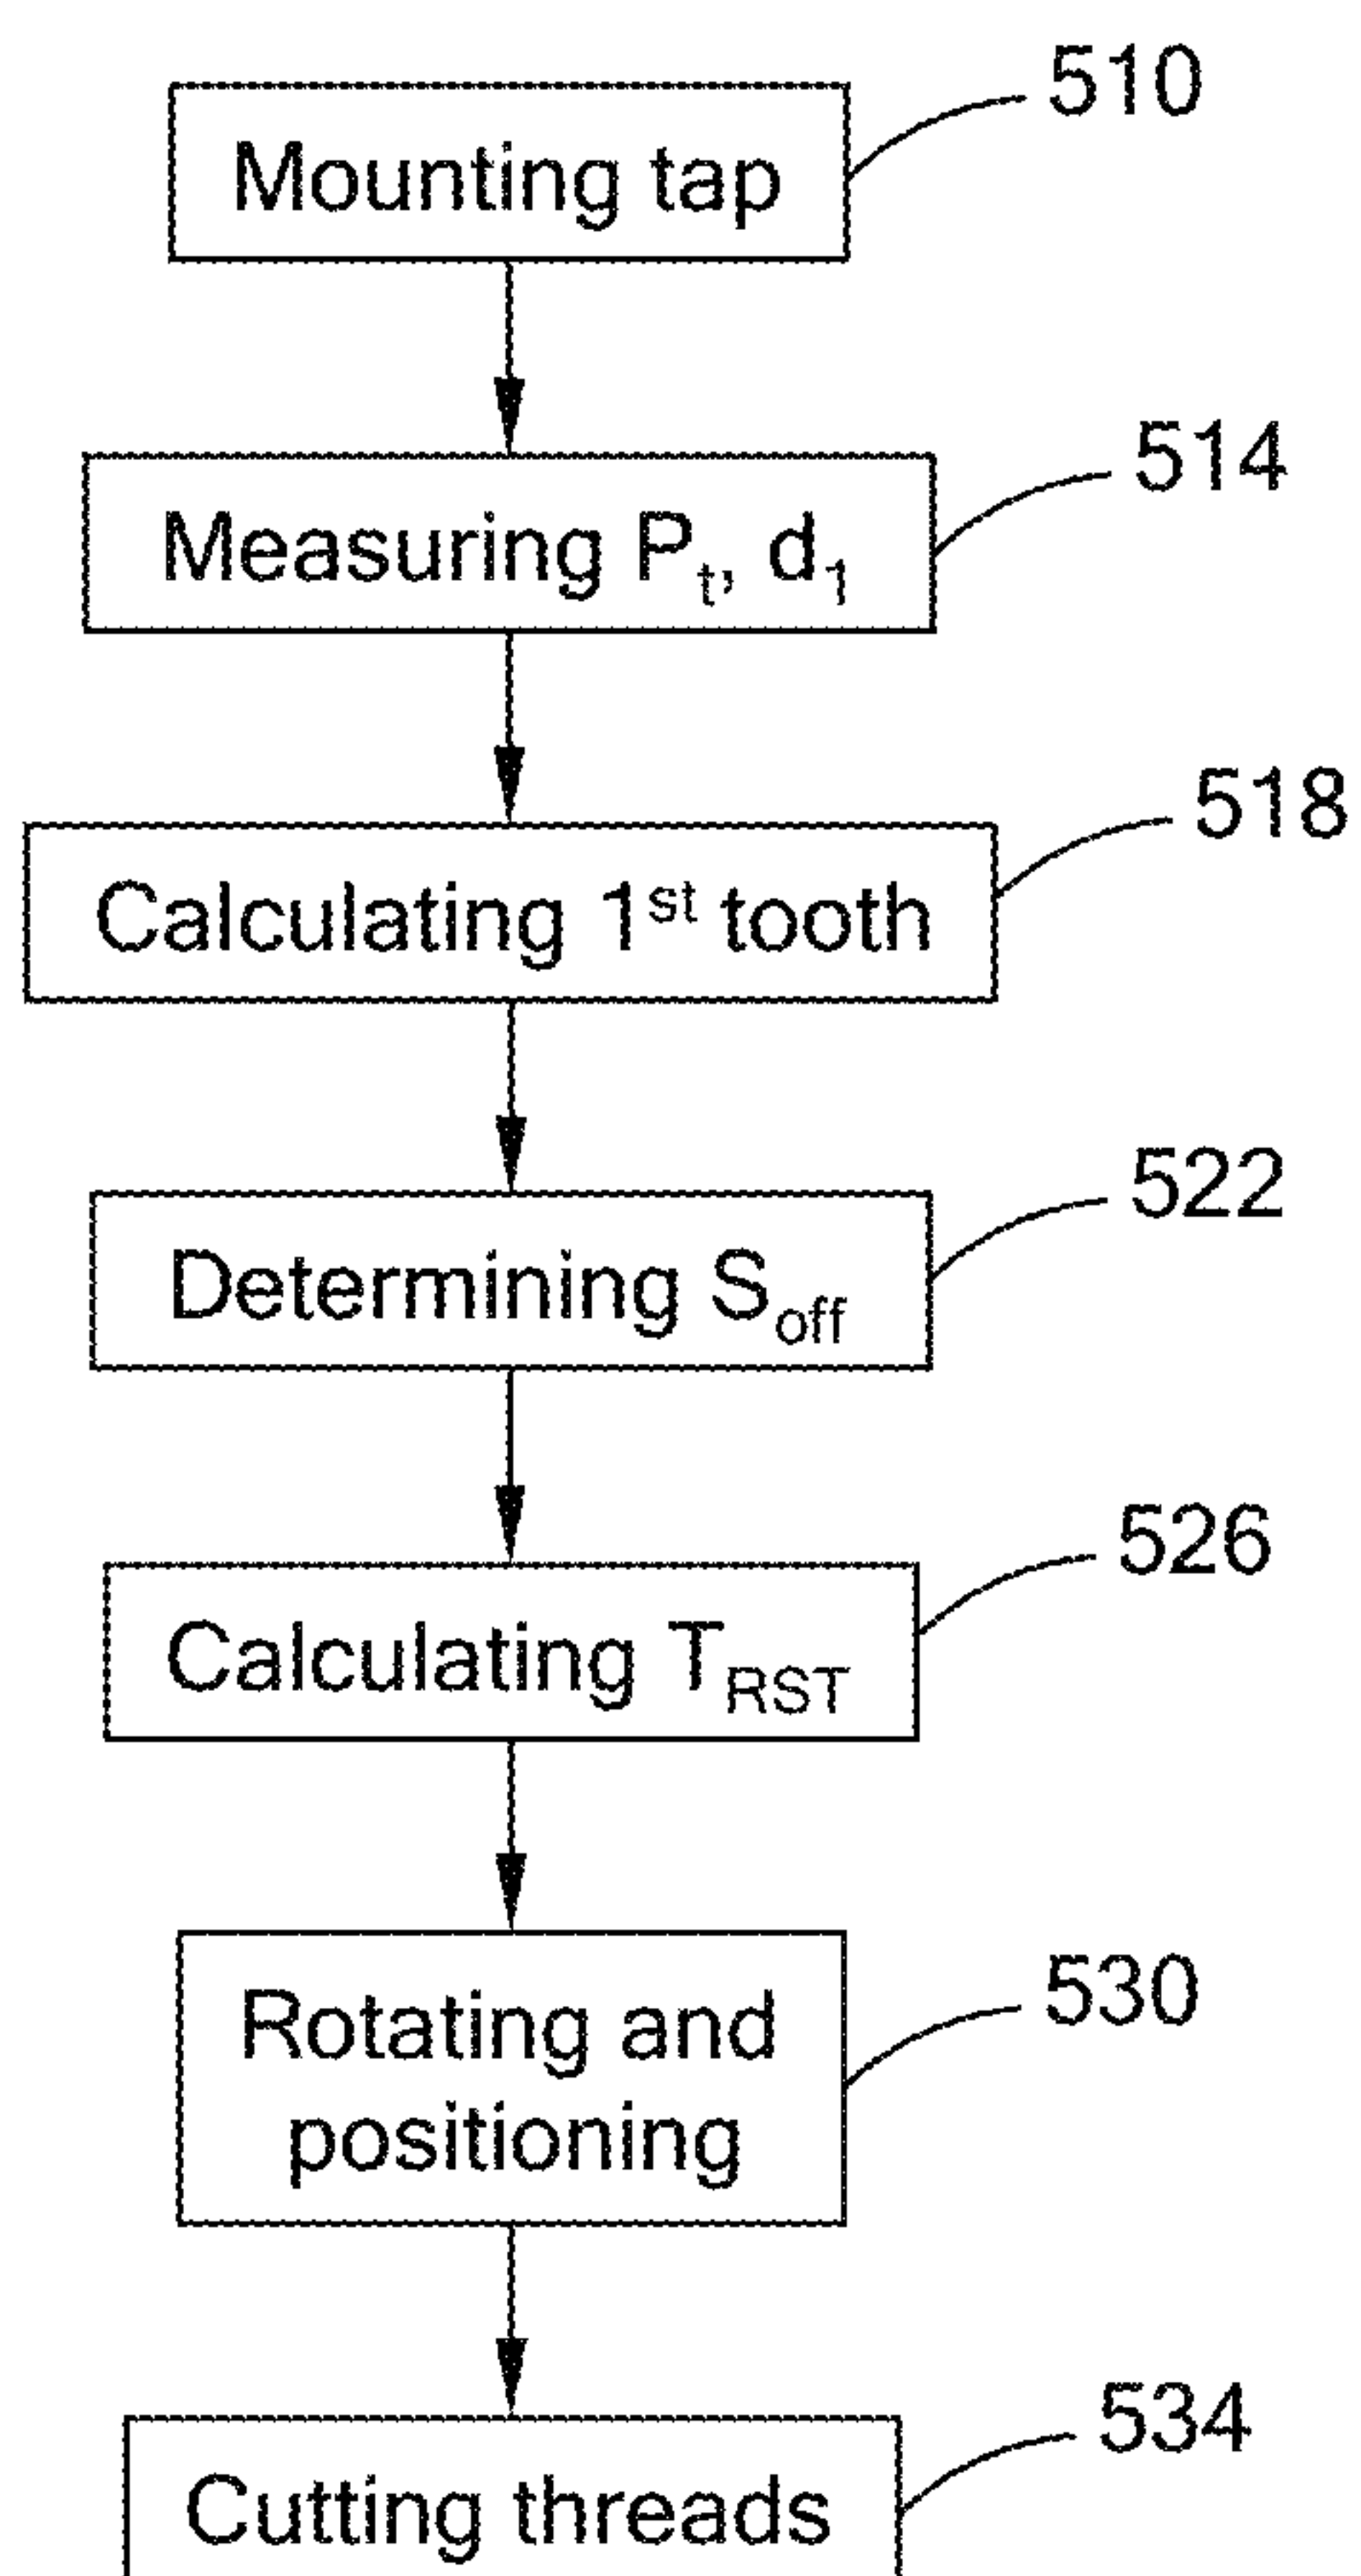 510
Mounting tap
514
Measuring Pt, d1
518
Calculating 1st tooth
522
Determining Soff
526
Calculating TRST
530
Rotating and
positioning
534
Cutting threads